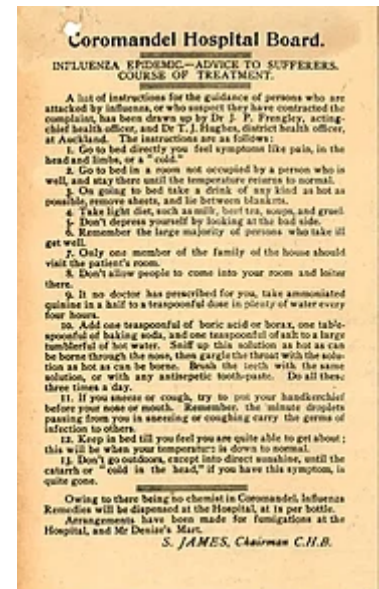 Coromandel Hospital Board.
INFLUENZA EPIDEMIC.—ADVICE TO SUFFERERS.
COURSE OF TREATMENT.
A list of instructions for the guidance of persons who are
attacked by influenza, or who suspect they have contracted the
complaint, has been drawn up by Dr J. P. Frengley, acting-
chief health officer, and Dr T. J. Hughes, district health officer,
at Auckland. The instructions are as follows:
1. Go to bed directly you feel symptoms like pain, in the
head and limbs, or a "cold."
2. Go to bed in a room not occupied by a person who is
well, and stay there until the temperature returns to normal.
3. On going to bed take a drink of any kind as hot as
possible, remove sheets, and lie between blankets.
4. Take light diet, such as milk, beef tea, soups, and gruel
5. Don't depress yourself by looking at the bad side.
6. Remember the large majority of persons who take ill
get well.
7. Only one member of the family of the house should
visit the patient's room.
8. Don't allow people to come into your room and loiter
there.
9. If no doctor has prescribed for you, take ammoniated
quinine in a half to a teaspoonful dose in plenty of water every
four hours.
10. Add one teaspoonful of boric acid or borax, one table-
spoonful of baking soda, and one teaspoonful of salt to a large
tumblerful of hot water. Sniff up this solution as hot as can
be borne through the nose, then gargle the throat with the solu-
tion as hot as can be borne. Brush the teeth with the same
solution, or with any antiseptic tooth-paste. Do all these
three times a day.
11. If you sneeze or cough, try to put your handkerchief
before your nose or mouth. Remember, the minute droplets
passing from you in sneezing or coughing carry the germs of
infection to others.
12. Keep in bed till you feel you are quite able to get about;
this will be when your temperature is down to normal.
13. Don't go outdoors, except into direct sunshine, until the
catarrh or "cold in the head," if you have this symptom, is
quite gone.
Owing to there being no chemist in Coromandel, Influenza
Remedies will be dispensed at the Hospital, at 1s per bottle.
Arrangements have been made for fumigations at the
Hospital, and Mr Denize's Mart.
S. JAMES, Chairman C.H.B.